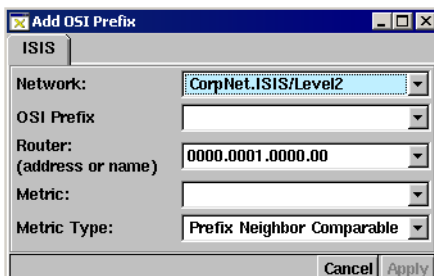 Add OSI Prefix
ISIS
Network: CorpNet.ISIS/Level2
OSI Prefix
Router:
(address or name) 0000.0001.0000.00
Metric:
Metric Type: Prefix Neighbor Comparable
Cancel Apply